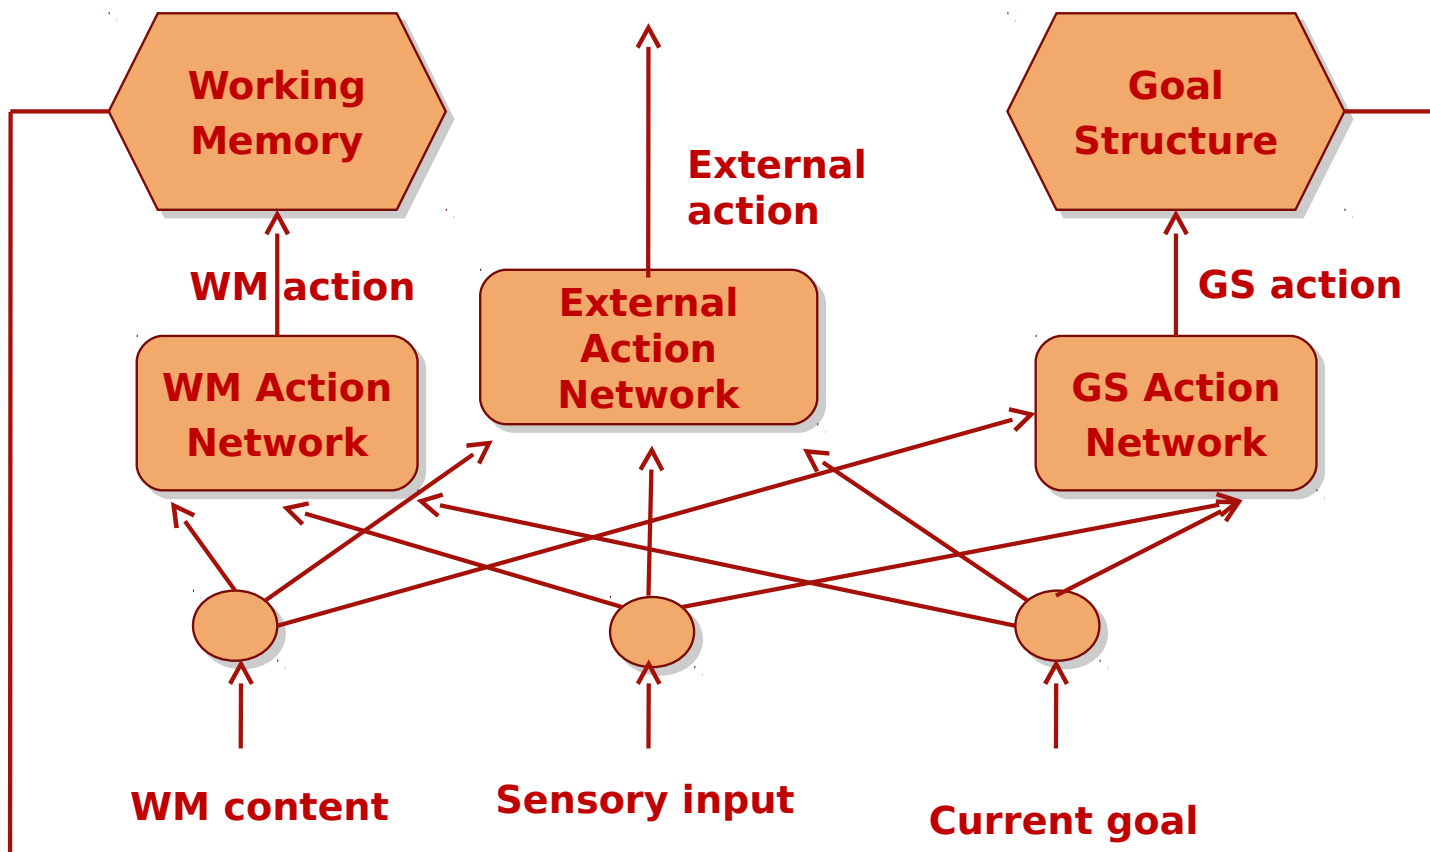 Working
Memory
Goal
Structure
External
action
WM action
GS action
External
Action
Network
WM Action
Network
GS Action
Network
WM content
Sensory input
Current goal